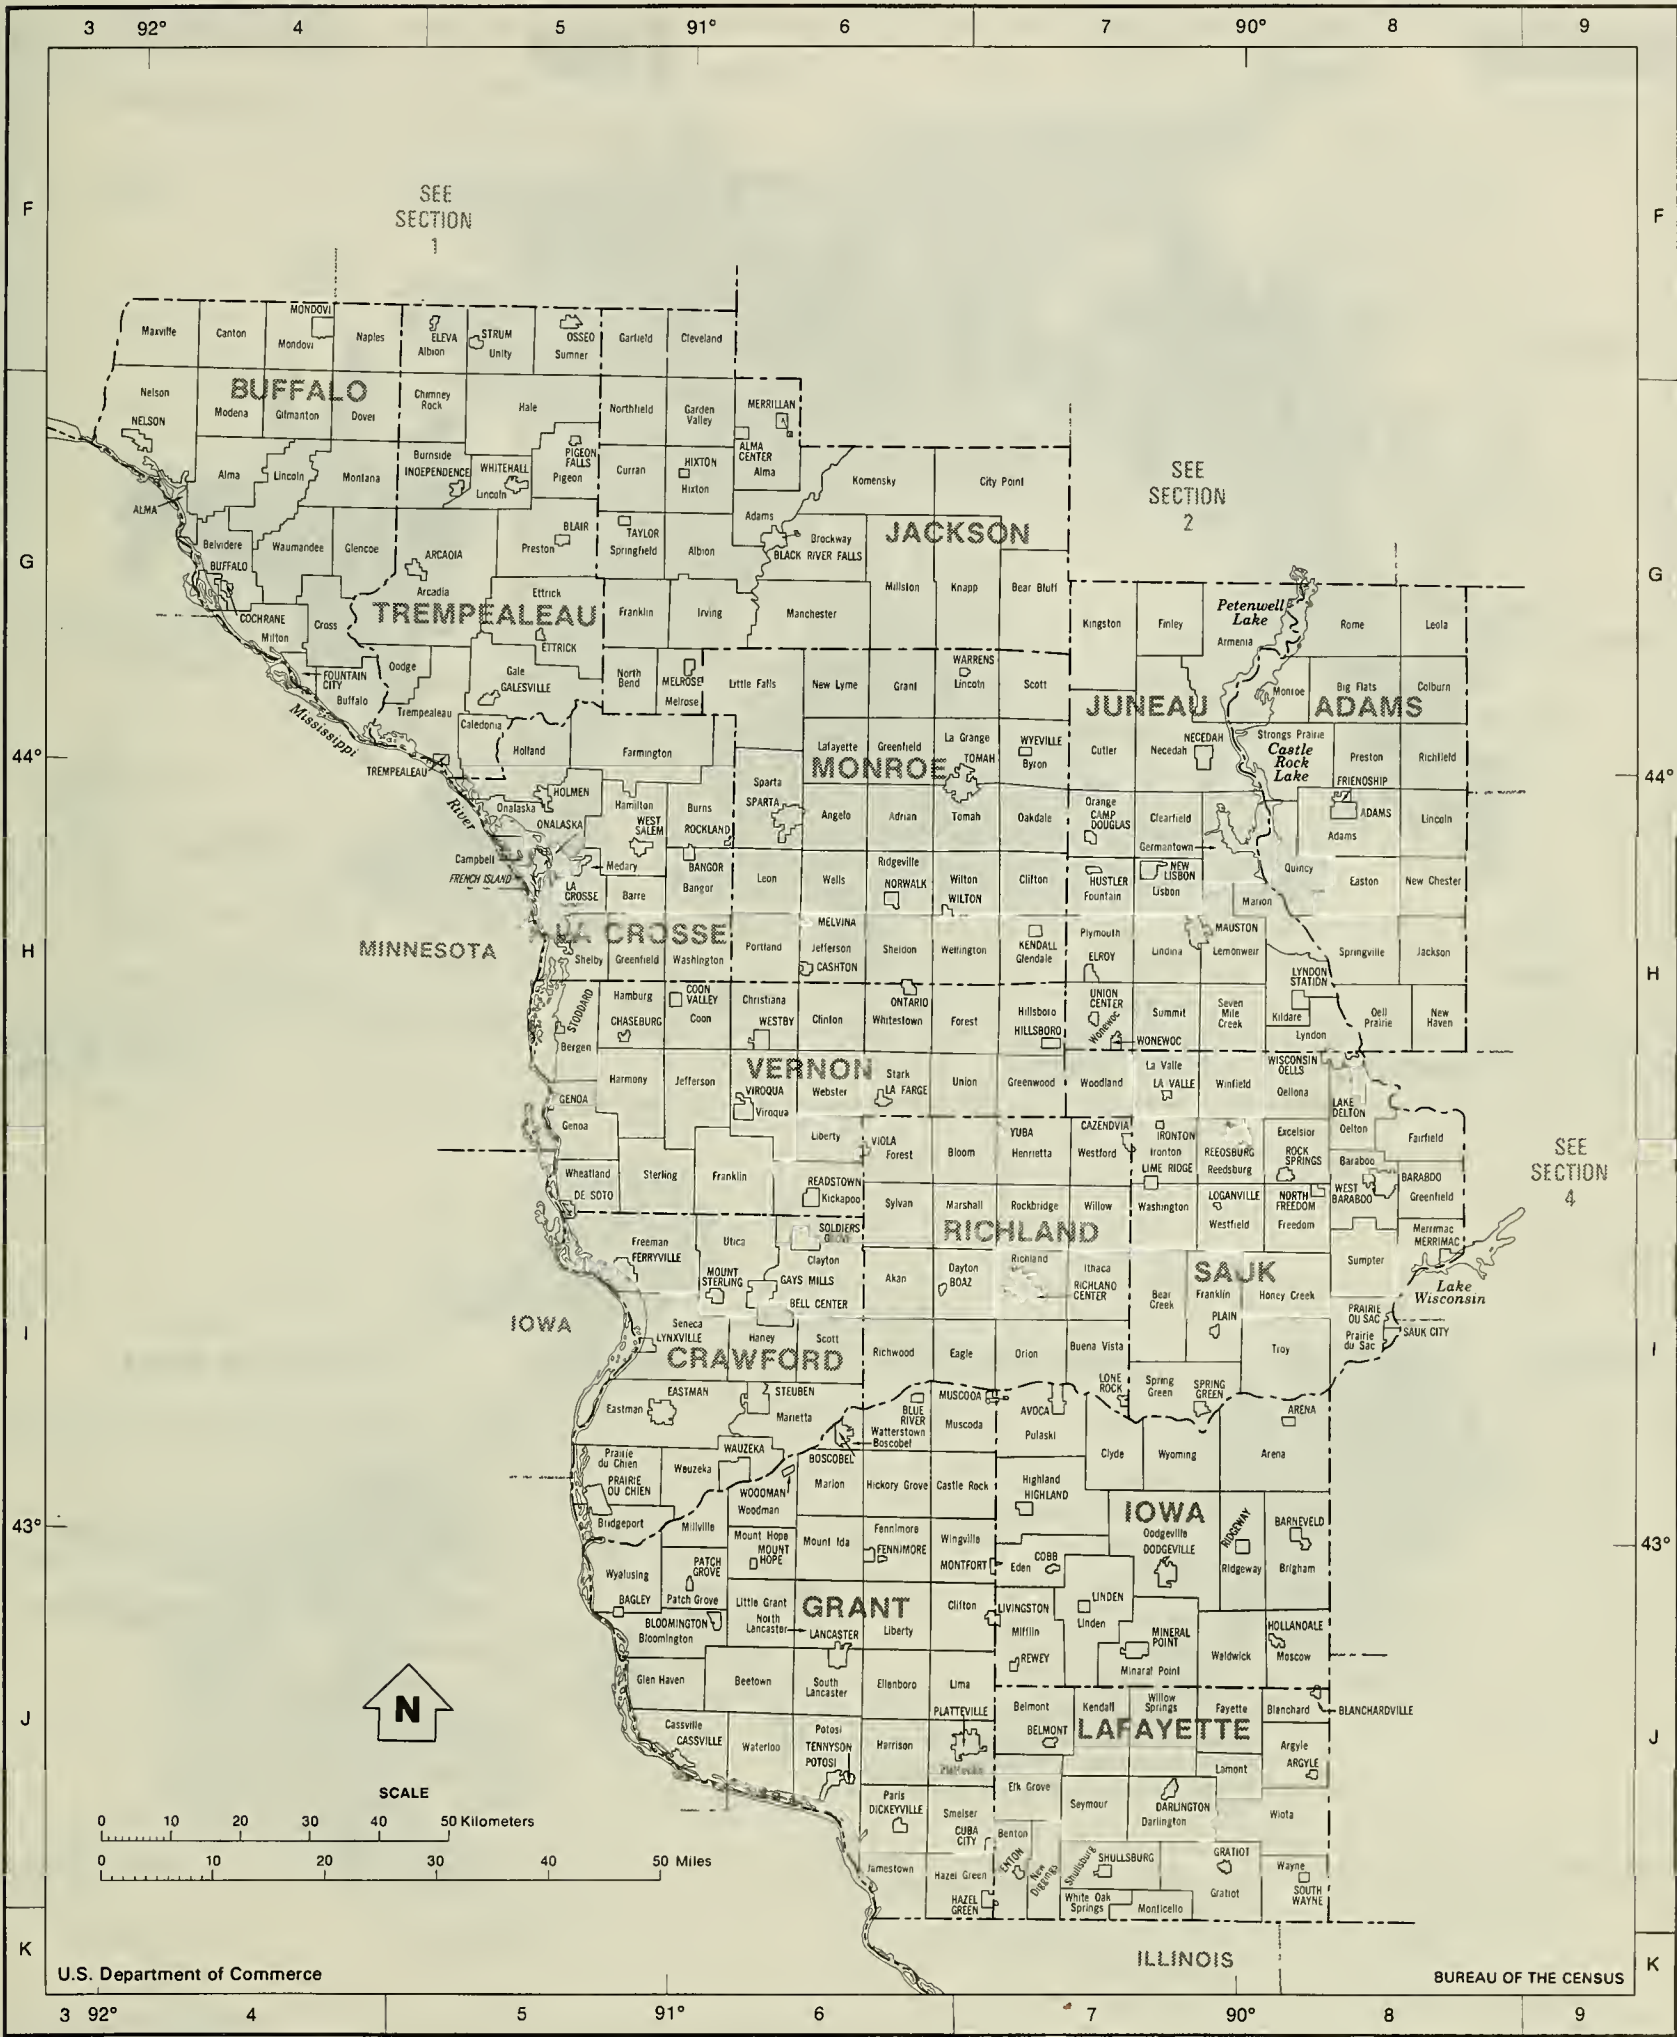 3 92° 4 5 91° 6 7 90° 8 9
F
F
SEE
SECTION
1
MONDOVI
Maxville
Canton
Mondovi
Naples
ELEVA
Albion
STRUM
Unity
OSSEO
Sumner
Garfield
Cleveland
Nelson
NELSON
BUFFALO
Modena
Gilmanton
Dover
Chimney
Rock
Hale
Northfield
Garden
Valley
MERRILLAN
ALMA
CENTER
Alma
PIGEON
FALLS
Pigeon
Burnside
INDEPENDENCE
WHITEHALL
Lincoln
Curran
HIXTON
Hixton
Alma
Lincoln
Montana
ALMA
Komensky
City Point
SEE
SECTION
2
Adams
Brockway
BLACK RIVER FALLS
JACKSON
BLAIR
Preston
TAYLOR
Springfield
Albion
Belvidere
Waumandee
Glencoe
BUFFALO
ARCADIA
Arcadia
G
G
Millston
Knapp
Bear Bluff
Ettrick
TREMPEALEAU
ETTRICK
Franklin
Irving
Manchester
COCHRANE
Milton
Cross
Kingston
Finley
Petenwell
Lake
Armenia
Rome
Leola
FOUNTAIN
CITY
Buffalo
Dodge
Trempealeau
Gale
GALESVILLE
North
Bend
MELROSE
Melrose
Little Falls
New Lyme
Grant
WARRENS
Lincoln
Scott
JUNEAU
Monroe
Big Flats
Colburn
ADAMS
Mississippi
River
44°
44°
TREMPEALEAU
Caledonia
Holland
Farmington
Lafayette
Greenfield
La Grange
TOMAH
WYEVILLE
Byron
MONROE
Cutler
Necedah
NECEDAH
Strongs Prairie
Castle
Rock
Lake
Preston
FRIENDSHIP
Richfield
Sparta
SPARTA
Onalaska
HOLMEN
ONALASKA
Hamilton
WEST
SALEM
Burns
ROCKLAND
Angelo
Adrian
Tomah
Oakdale
Orange
CAMP
DOUGLAS
Clearfield
Germantown
ADAMS
Adams
Lincoln
Campbell
FRENCH ISLAND
Medary
LA
CROSSE
Barre
BANGOR
Bangor
Leon
Wells
Ridgeville
NORWALK
Wilton
WILTON
Clifton
HUSTLER
Fountain
NEW
LISBON
Lisbon
Quincy
Marion
Easton
New Chester
H
H
MINNESOTA
LA CROSSE
Shelby
Greenfield
Washington
Portland
MELVINA
Jefferson
CASHTON
Sheldon
Wellington
KENDALL
Glendale
Plymouth
ELROY
Lindina
MAUSTON
Lemonweir
LYNDON
STATION
Springville
Jackson
STODDARD
Bergen
Hamburg
CHASEBURG
COON
VALLEY
Coon
Christiana
WESTBY
Clinton
ONTARIO
Whitestown
Forest
Hillsboro
HILLSBORO
UNION
CENTER
Wonewoc
WONEWOC
Summit
Seven
Mile
Creek
Kildare
Lyndon
Dell
Prairie
New
Haven
GENOA
Genoa
Harmony
Jefferson
VERNON
VIROQUA
Viroqua
Webster
Stark
LA FARGE
Union
Greenwood
Woodland
La Valle
LA VALLE
Winfield
WISCONSIN
DELLS
Dellona
LAKE
DELTON
Delton
Fairfield
SEE
SECTION
4
Liberty
VIOLA
Forest
Bloom
YUBA
Henrietta
CAZENOVIA
Westford
IRONTON
Ironton
LIME RIDGE
REEDSBURG
Reedsburg
Excelsior
ROCK
SPRINGS
Baraboo
WEST
BARABOO
BARABOO
Greenfield
Wheatland
DE SOTO
Sterling
Franklin
READSTOWN
Kickapoo
Sylvan
Marshall
Rockbridge
Willow
Washington
LOGANVILLE
Westfield
NORTH
FREEDOM
Freedom
Merrimac
MERRIMAC
Sumpter
Lake
Wisconsin
RICHLAND
Freeman
FERRYVILLE
Utica
MOUNT
STERLING
SOLDIERS
GROVE
Clayton
GAYS MILLS
BELL CENTER
Akan
Dayton
BOAZ
Richland
RICHLAND
CENTER
Ithaca
Bear
Creek
SAUK
Franklin
PLAIN
Honey Creek
PRAIRIE
DU SAC
Prairie
du Sac
SAUK CITY
IOWA
I
I
Seneca
LYNXVILLE
Haney
Scott
CRAWFORD
Richwood
Eagle
Orion
Buena Vista
Troy
EASTMAN
Eastman
STEUBEN
Marietta
BLUE
RIVER
Watterstown
Boscobel
BOSCOBEL
MUSCODA
Muscoda
AVOCA
Pulaski
LONE
ROCK
Spring
Green
SPRING
GREEN
ARENA
Arena
Clyde
Wyoming
Prairie
du Chien
PRAIRIE
DU CHIEN
Bridgeport
Wauzeka
WAUZEKA
WOODMAN
Woodman
Marion
Hickory Grove
Castle Rock
Highland
HIGHLAND
43°
43°
Millville
Mount Hope
MOUNT
HOPE
Mount Ida
Fennimore
FENNIMORE
Wingville
MONTFORT
Eden
COBB
IOWA
Dodgeville
DODGEVILLE
RIDGEWAY
Ridgeway
BARNEVELD
Brigham
Wyalusing
BAGLEY
PATCH
GROVE
Patch Grove
BLOOMINGTON
Bloomington
Little Grant
North
Lancaster
LANCASTER
GRANT
Liberty
Clifton
LIVINGSTON
Mifflin
REWEY
LINDEN
Linden
MINERAL
POINT
Mineral Point
Waldwick
HOLLANDALE
Moscow
Glen Haven
Beetown
South
Lancaster
Ellenboro
Lima
PLATTEVILLE
Platteville
Belmont
BELMONT
Kendall
Willow
Springs
Fayette
Blanchard
BLANCHARDVILLE
LAFAYETTE
J
J
N
Cassville
CASSVILLE
Waterloo
Potosi
TENNYSON
POTOSI
Harrison
Argyle
ARGYLE
Lamont
Elk Grove
Seymour
DARLINGTON
Darlington
Wiota
Paris
DICKEYVILLE
Smelser
CUBA
CITY
Benton
BENTON
New
Diggings
Shullsburg
SHULLSBURG
GRATIOT
Gratiot
Wayne
SOUTH
WAYNE
Jamestown
Hazel Green
HAZEL
GREEN
White Oak
Springs
Monticello
SCALE
0 10 20 30 40 50 Kilometers
0 10 20 30 40 50 Miles
K
K
ILLINOIS
U.S. Department of Commerce
BUREAU OF THE CENSUS
3 92° 4 5 91° 6 7 90° 8 9